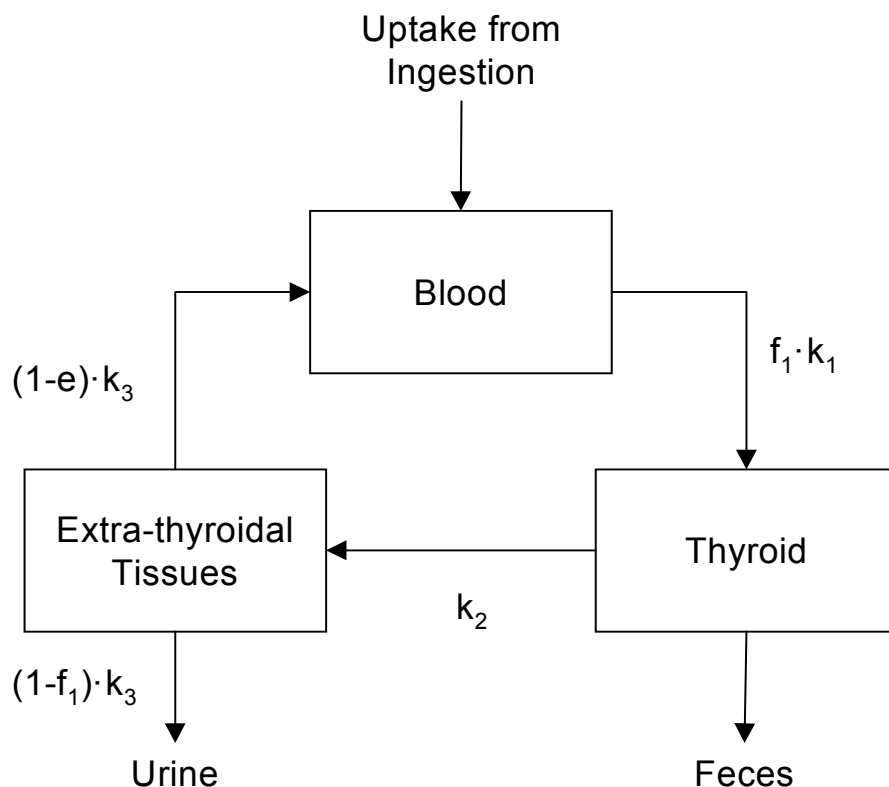 Uptake from
Ingestion
Blood
(1-e)·k₃
f₁·k₁
Extra-thyroidal
Tissues
Thyroid
k₂
(1-f₁)·k₃
Urine
Feces